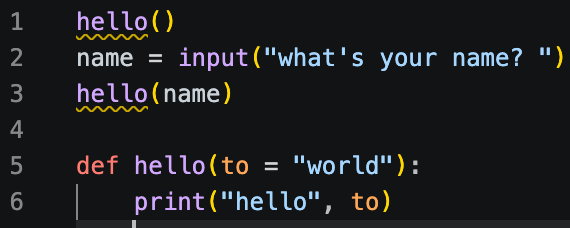 1 hello()
2 name = input("what's your name? ")
3 hello(name)
4
5 def hello(to = "world"):
6     print("hello", to)